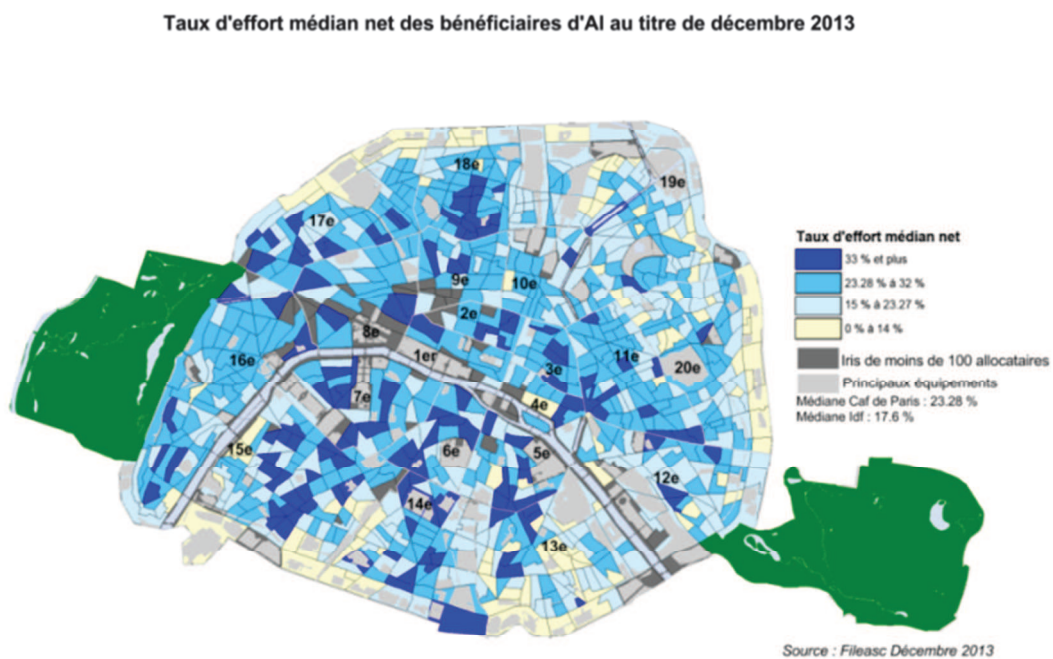 Taux d'effort médian net des bénéficiaires d'Al au titre de décembre 2013
18e
19e
17e
9e
10e
2e
8e
16e
1er
11e
3e
20e
7e
4e
15e
6e
5e
12e
14e
13e
Taux d'effort médian net
33 % et plus
23.28 % à 32 %
15 % à 23.27 %
0 % à 14 %
Iris de moins de 100 allocataires
Principaux équipements
Médiane Caf de Paris : 23.28 %
Médiane Idf : 17.6 %
Source : Fileasc Décembre 2013